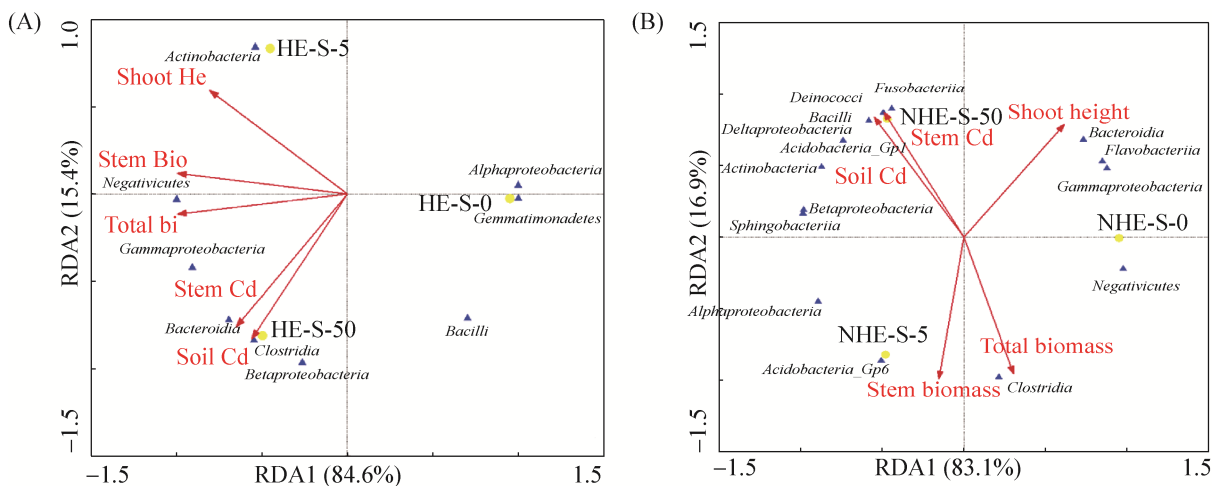 (A)
1.0
Actinobacteria
HE-S-5
Shoot He
Stem Bio
Negativicutes
Total bi
Gammaproteobacteria
Stem Cd
Bacteroidia
HE-S-50
Soil Cd
Clostridia
Betaproteobacteria
Alphaproteobacteria
HE-S-0
Gemmatimonadetes
Bacilli
RDA2 (15.4%)
−1.5
−1.5
RDA1 (84.6%)
1.5
(B)
1.5
Fusobacteriia
Deinococci
Bacilli
NHE-S-50
Shoot height
Deltaproteobacteria
Stem Cd
Bacteroidia
Acidobacteria_Gp1
Flavobacteriia
Actinobacteria
Soil Cd
Gammaproteobacteria
Betaproteobacteria
Sphingobacteriia
NHE-S-0
Negativicutes
Alphaproteobacteria
NHE-S-5
Total biomass
Acidobacteria_Gp6
Stem biomass
Clostridia
RDA2 (16.9%)
−1.5
−1.5
RDA1 (83.1%)
1.5